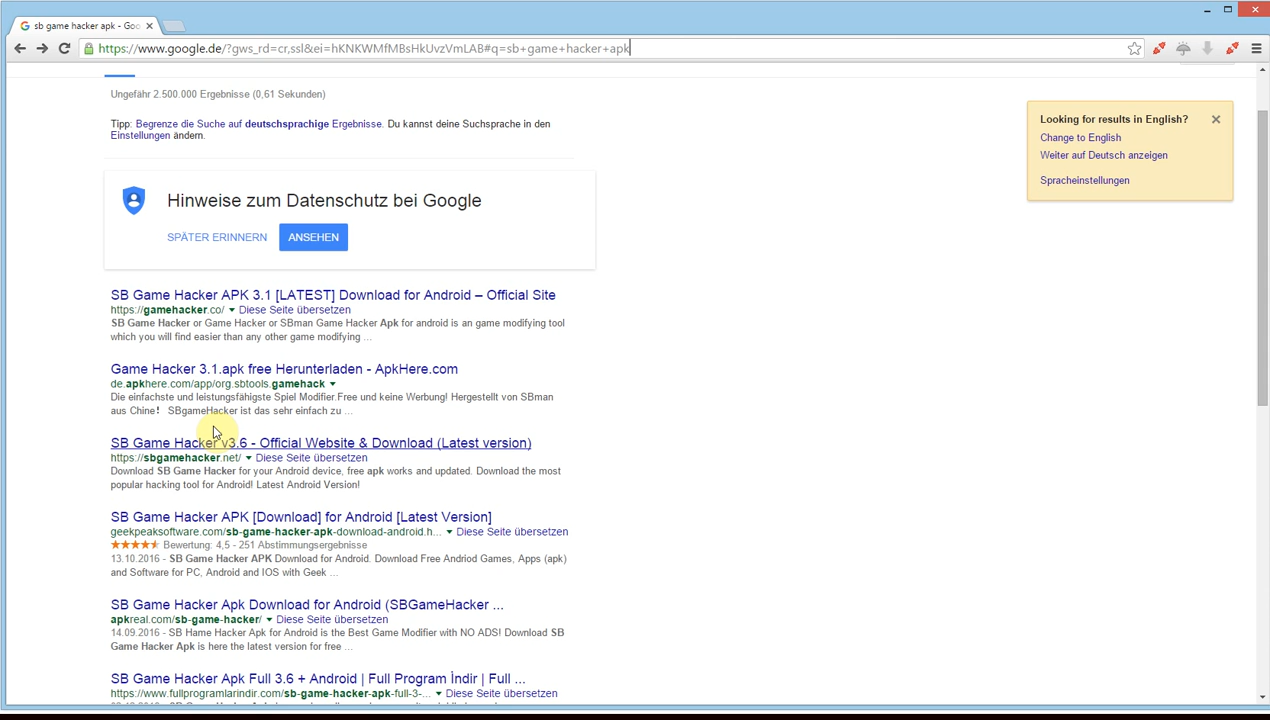 sb game hacker apk - Goo
https://www.google.de/?gws_rd=cr,ssl&ei=hKNKWMfMBsHkUvzVmLAB#q=sb+game+hacker+apk
Ungefähr 2.500.000 Ergebnisse (0,61 Sekunden)
Tipp: Begrenze die Suche auf deutschsprachige Ergebnisse. Du kannst deine Suchsprache in den
Einstellungen ändern.
Looking for results in English?
Change to English
Weiter auf Deutsch anzeigen
Spracheinstellungen
Hinweise zum Datenschutz bei Google
SPÄTER ERINNERN ANSEHEN
SB Game Hacker APK 3.1 [LATEST] Download for Android – Official Site
https://gamehacker.co/ Diese Seite übersetzen
SB Game Hacker or Game Hacker or SBman Game Hacker Apk for android is an game modifying tool
which you will find easier than any other game modifying ...
Game Hacker 3.1.apk free Herunterladen - ApkHere.com
de.apkhere.com/app/org.sbtools.gamehack
Die einfachste und leistungsfähigste Spiel Modifier.Free und keine Werbung! Hergestellt von SBman
aus Chine！ SBgameHacker ist das sehr einfach zu ...
SB Game Hacker v3.6 - Official Website & Download (Latest version)
https://sbgamehacker.net/ Diese Seite übersetzen
Download SB Game Hacker for your Android device, free apk works and updated. Download the most
popular hacking tool for Android! Latest Android Version!
SB Game Hacker APK [Download] for Android [Latest Version]
geekpeaksoftware.com/sb-game-hacker-apk-download-android.h... Diese Seite übersetzen
Bewertung: 4,5 - 251 Abstimmungsergebnisse
13.10.2016 - SB Game Hacker APK Download for Android. Download Free Andriod Games, Apps (apk)
and Software for PC, Android and IOS with Geek ...
SB Game Hacker Apk Download for Android (SBGameHacker ...
apkreal.com/sb-game-hacker/ Diese Seite übersetzen
14.09.2016 - SB Hame Hacker Apk for Android is the Best Game Modifier with NO ADS! Download SB
Game Hacker Apk is here the latest version for free ...
SB Game Hacker Apk Full 3.6 + Android | Full Program İndir | Full ...
https://www.fullprogramlarindir.com/sb-game-hacker-apk-full-3-... Diese Seite übersetzen